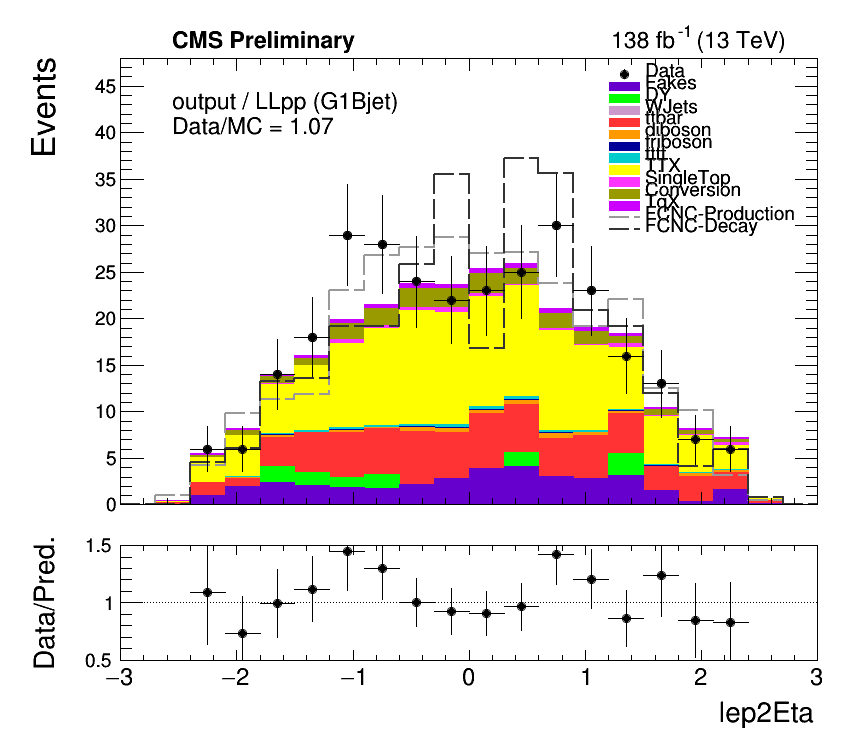 CMS Preliminary 138 fb-1 (13 TeV)
Events
output / LLpp (G1Bjet)
Data/MC = 1.07
Data
Fakes
DY
WJets
ttbar
diboson
triboson
tttt
TTX
SingleTop
Conversion
TqX
FCNC-Production
FCNC-Decay
45
40
35
30
25
20
15
10
5
0
Data/Pred.
1.5
1
0.5
−3 −2 −1 0 1 2 3
lep2Eta